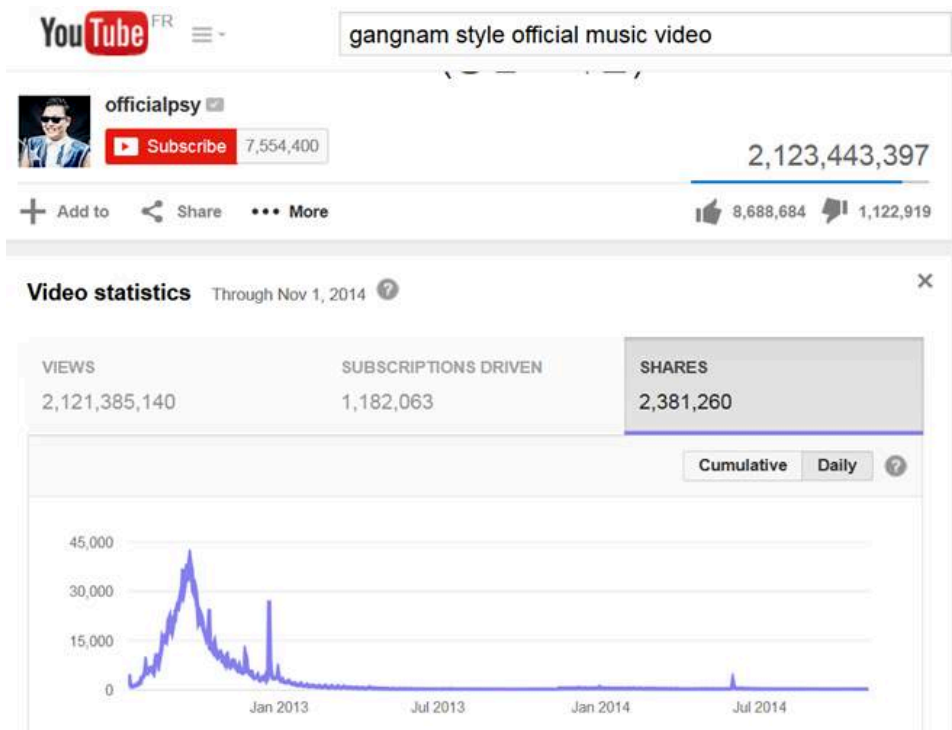 YouTube FR
gangnam style official music video
officialpsy
Subscribe 7,554,400
2,123,443,397
Add to Share More
8,688,684 1,122,919
Video statistics Through Nov 1, 2014 ?
VIEWS SUBSCRIPTIONS DRIVEN SHARES
2,121,385,140 1,182,063 2,381,260
Cumulative Daily ?
45,000
30,000
15,000
0
Jan 2013 Jul 2013 Jan 2014 Jul 2014